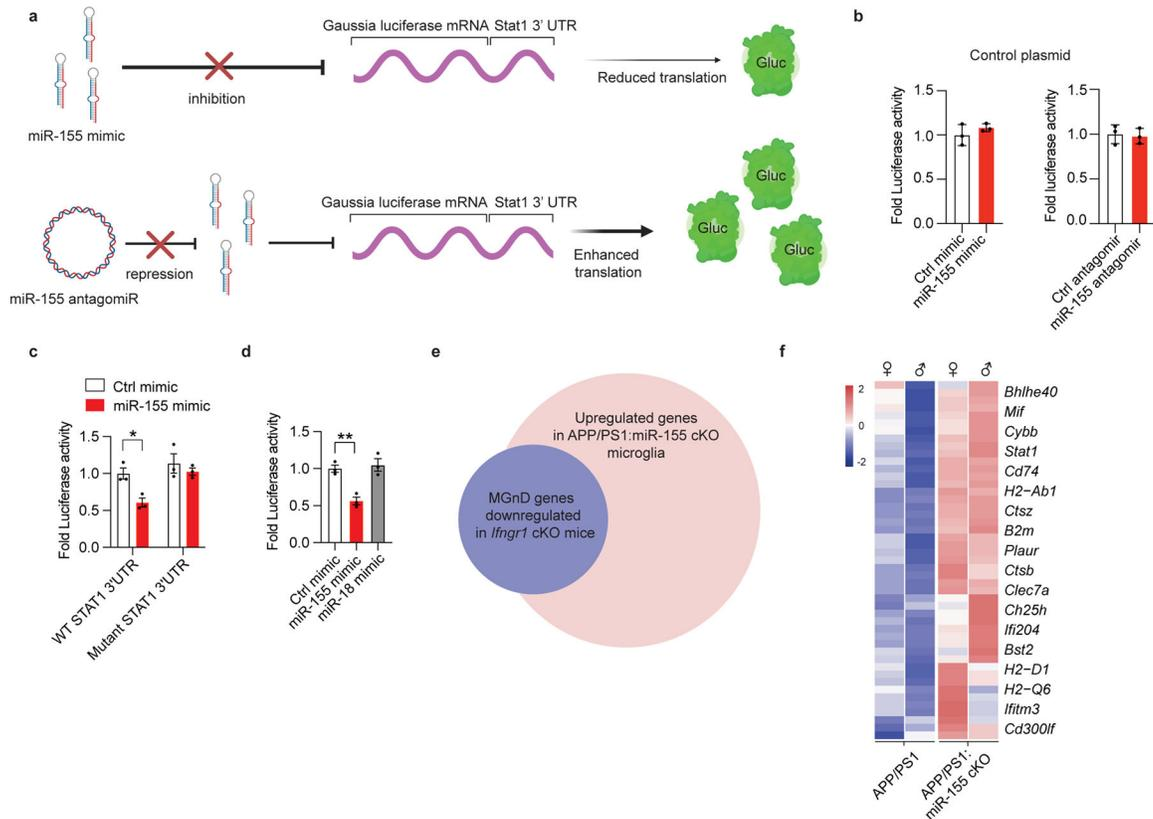 a
Gaussia luciferase mRNA
Stat1 3' UTR
inhibition
Reduced translation
Gluc
miR-155 mimic
Gaussia luciferase mRNA
Stat1 3' UTR
repression
Enhanced
translation
Gluc
Gluc
Gluc
miR-155 antagomiR
b
Control plasmid
Fold Luciferase activity
1.5
1.0
0.5
0.0
Ctrl mimic
miR-155 mimic
Fold luciferase activity
1.5
1.0
0.5
0.0
Ctrl antagomir
miR-155 antagomir
c
Ctrl mimic
miR-155 mimic
Fold Luciferase activity
1.5
1.0
0.5
0.0
*
WT STAT1 3'UTR
Mutant STAT1 3'UTR
d
Fold Luciferase activity
1.5
1.0
0.5
0.0
**
Ctrl mimic
miR-155 mimic
miR-18 mimic
e
Upregulated genes
in APP/PS1:miR-155 cKO
microglia
MGnD genes
downregulated
in Ifngr1 cKO mice
f
♀ ♂ ♀ ♂
2
0
-2
Bhlhe40
Mif
Cybb
Stat1
Cd74
H2−Ab1
Ctsz
B2m
Plaur
Ctsb
Clec7a
Ch25h
Ifi204
Bst2
H2−D1
H2−Q6
Ifitm3
Cd300lf
APP/PS1
APP/PS1:
miR-155 cKO